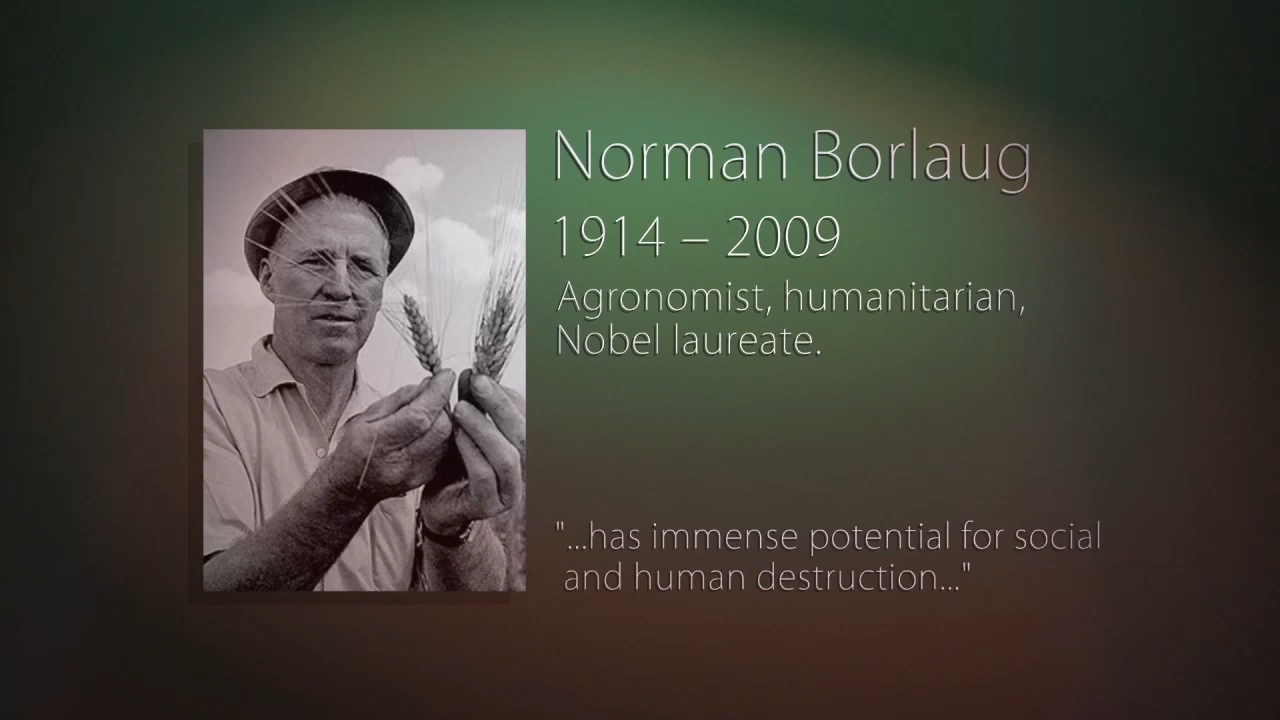 Norman Borlaug
1914 – 2009
Agronomist, humanitarian,
Nobel laureate.
"...has immense potential for social
and human destruction..."